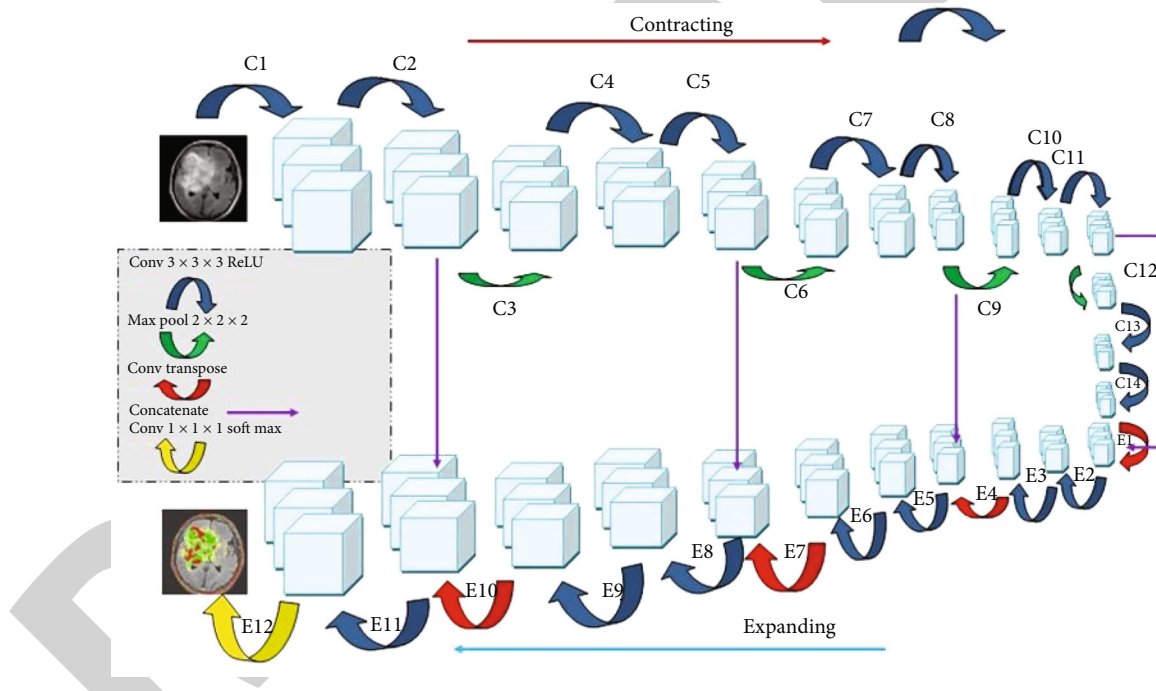 Contracting
C1
C2
C4
C5
C7
C8
C10
C11
C3
C6
C9
C12
C13
C14
Conv 3 × 3 × 3 ReLU
Max pool 2 × 2 × 2
Conv transpose
Concatenate
Conv 1 × 1 × 1 soft max
E1
E2
E3
E4
E5
E6
E7
E8
E9
E10
E11
E12
Expanding